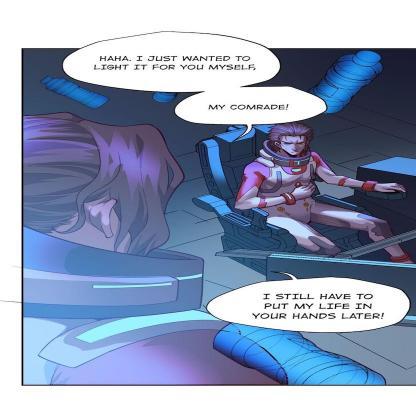 HAHA. I JUST WANTED TO
LIGHT IT FOR YOU MYSELF,
MY COMRADE!
I STILL HAVE TO
PUT MY LIFE IN
YOUR HANDS LATER!